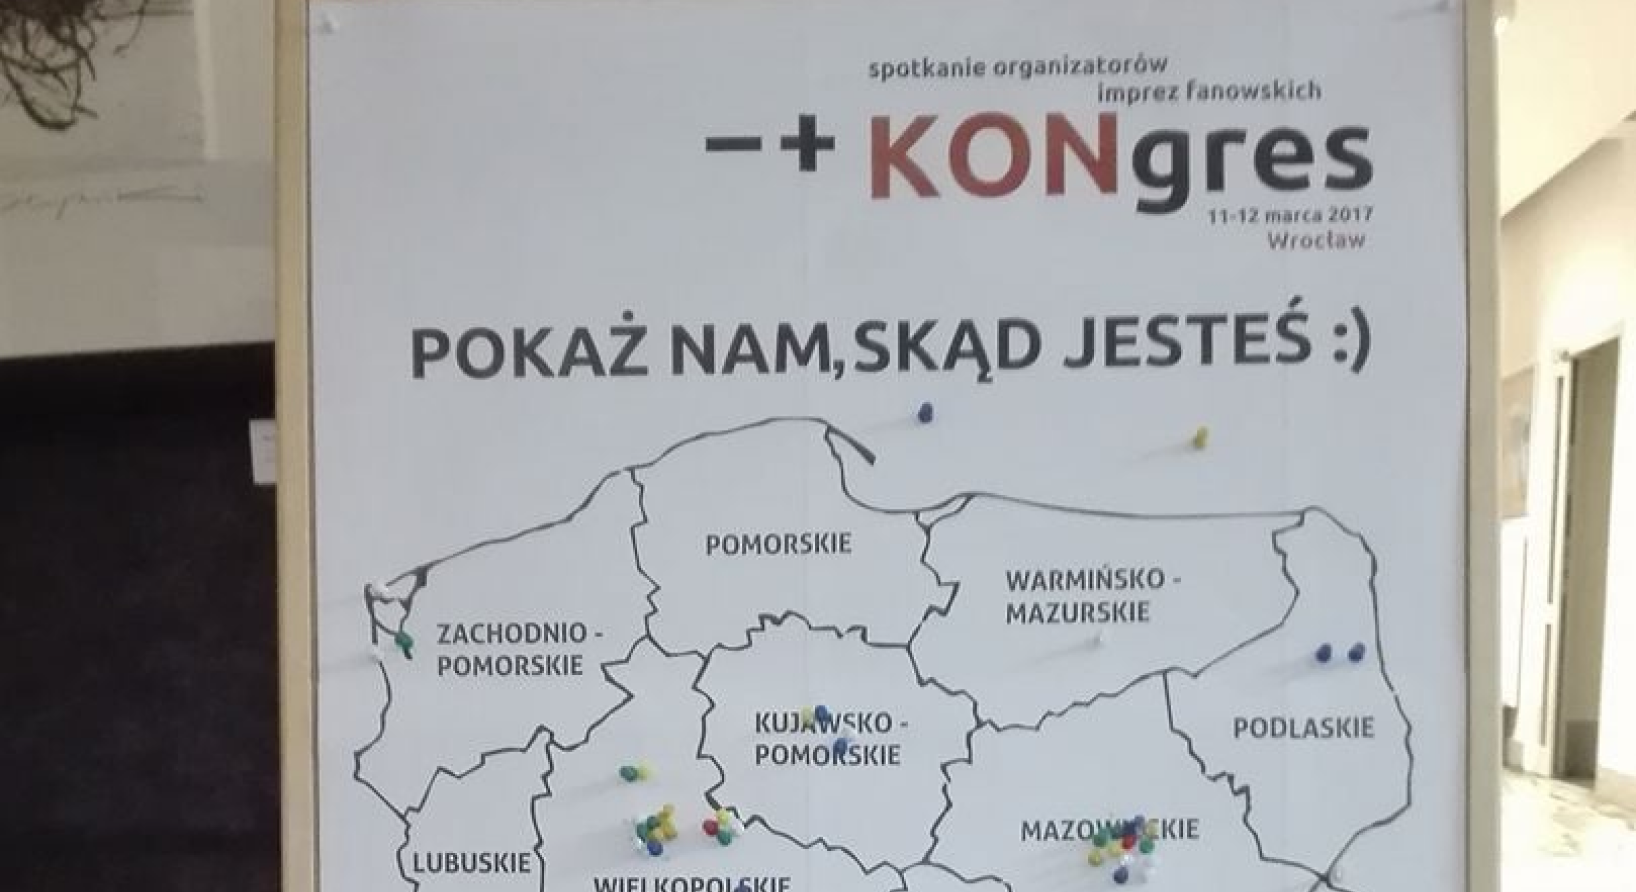 spotkanie organizatorów
imprez fanowskich
−+ KONgres
11-12 marca 2017
Wrocław
POKAŻ NAM, SKĄD JESTEŚ :)
POMORSKIE
WARMIŃSKO -
MAZURSKIE
ZACHODNIO -
POMORSKIE
KUJAWSKO -
POMORSKIE
PODLASKIE
MAZOWIECKIE
LUBUSKIE
WIELKOPOLSKIE